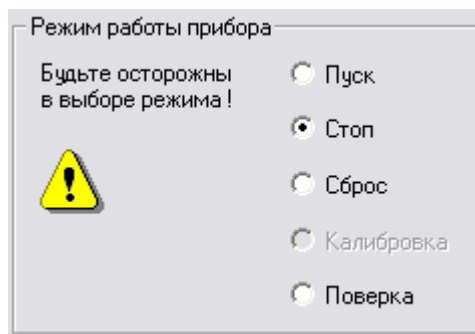 Режим работы прибора
Будьте осторожны
в выборе режима !
Пуск
Стоп
Сброс
Калибровка
Поверка